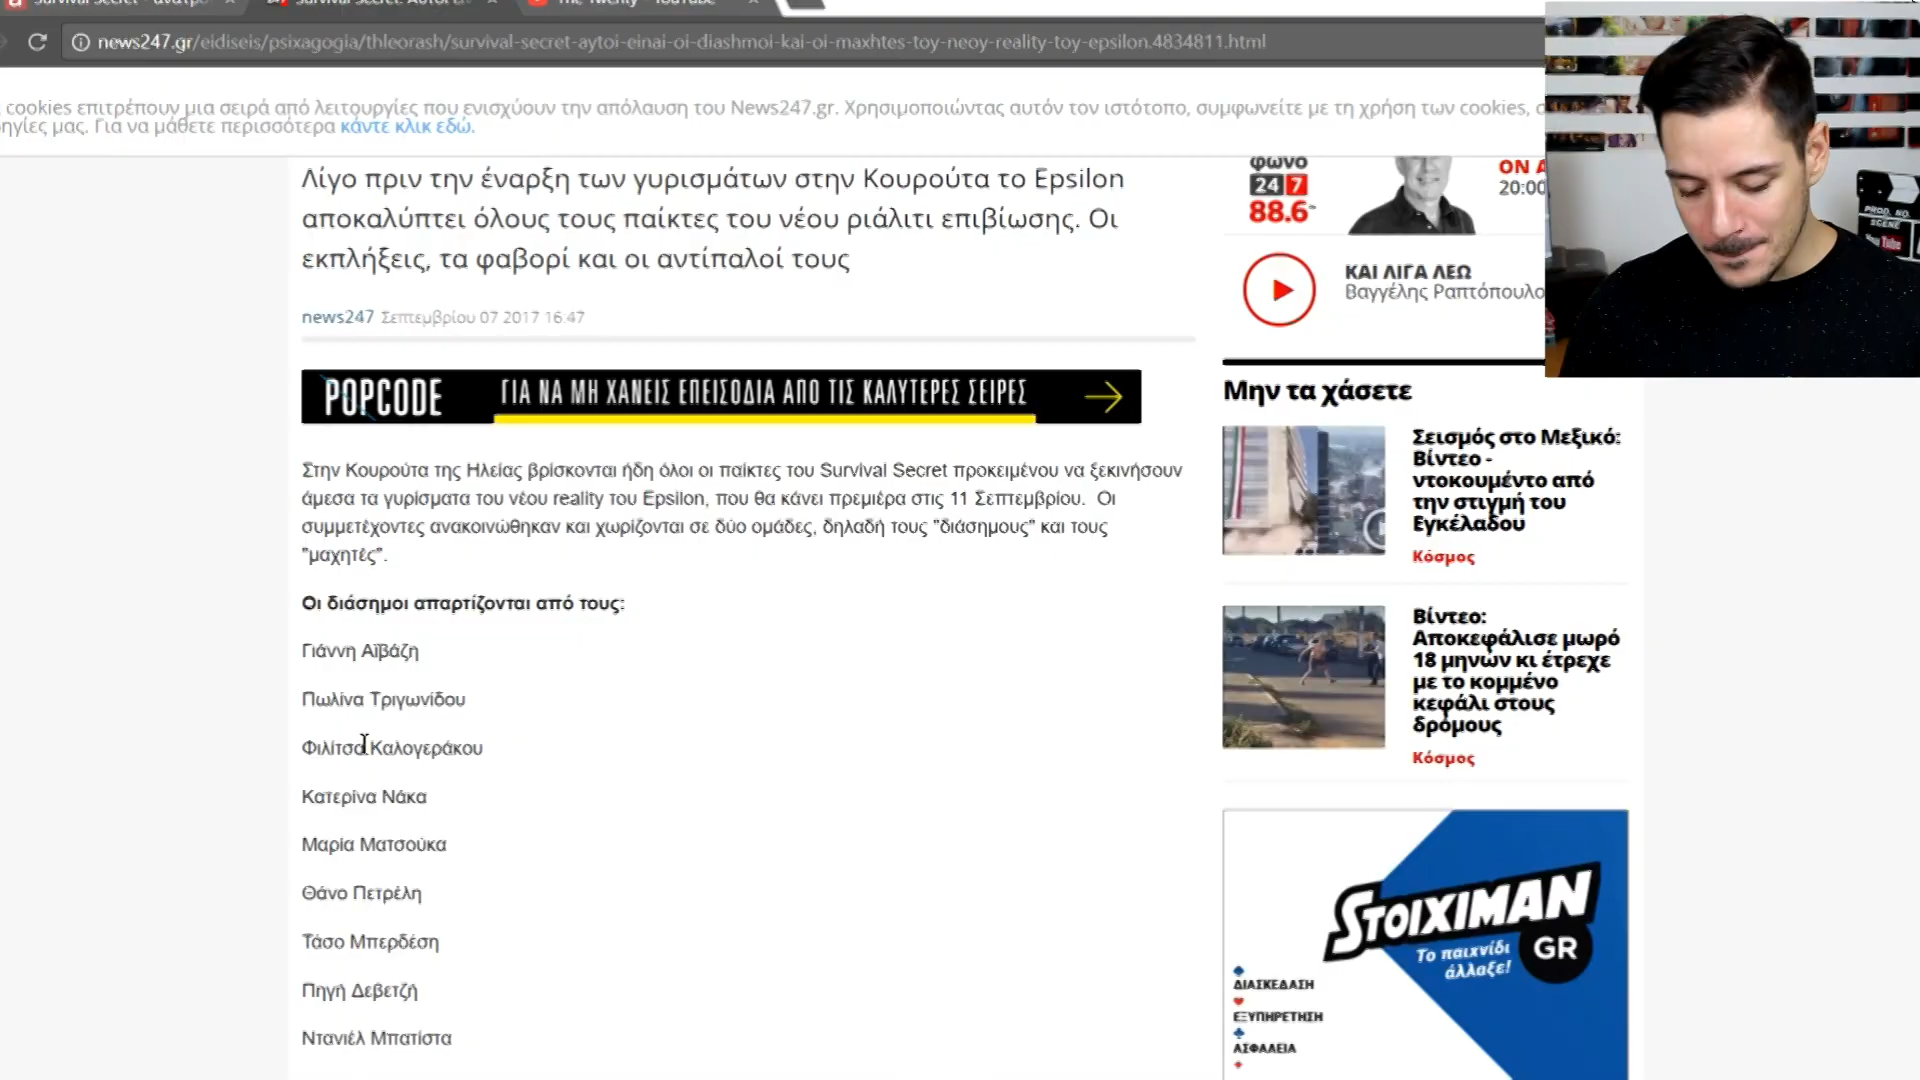 news247.gr/eidiseis/psixagogia/thleorash/survival-secret-aytoi-einai-oi-diashmoi-kai-oi-maxhtes-toy-neoy-reality-toy-epsilon.4834811.html
cookies επιτρέπουν μια σειρά από λειτουργίες που ενισχύουν την απόλαυση του News247.gr. Χρησιμοποιώντας αυτόν τον ιστότοπο, συμφωνείτε με τη χρήση των cookies,
ηγίες μας. Για να μάθετε περισσότερα κάντε κλικ εδώ.
Λίγο πριν την έναρξη των γυρισμάτων στην Κουρούτα το Epsilon
αποκαλύπτει όλους τους παίκτες του νέου ριάλιτι επιβίωσης. Οι
εκπλήξεις, τα φαβορί και οι αντίπαλοί τους
news247 Σεπτεμβρίου 07 2017 16:47
POPCODE ΓΙΑ ΝΑ ΜΗ ΧΑΝΕΙΣ ΕΠΕΙΣΟΔΙΑ ΑΠΟ ΤΙΣ ΚΑΛΥΤΕΡΕΣ ΣΕΙΡΕΣ
Στην Κουρούτα της Ηλείας βρίσκονται ήδη όλοι οι παίκτες του Survival Secret προκειμένου να ξεκινήσουν
άμεσα τα γυρίσματα του νέου reality του Epsilon, που θα κάνει πρεμιέρα στις 11 Σεπτεμβρίου. Οι
συμμετέχοντες ανακοινώθηκαν και χωρίζονται σε δύο ομάδες, δηλαδή τους "διάσημους" και τους
"μαχητές".
Οι διάσημοι απαρτίζονται από τους:
Γιάννη Αϊβάζη
Πωλίνα Τριγωνίδου
Φιλίτσα Καλογεράκου
Κατερίνα Νάκα
Μαρία Ματσούκα
Θάνο Πετρέλη
Τάσο Μπερδέση
Πηγή Δεβετζή
Ντανιέλ Μπατίστα
φωνο
24 7
88.6
ON A
20:00
ΚΑΙ ΛΙΓΑ ΛΕΩ
Βαγγέλης Ραπτόπουλο
Μην τα χάσετε
Σεισμός στο Μεξικό:
Βίντεο -
ντοκουμέντο από
την στιγμή του
Εγκέλαδου
Κόσμος
Βίντεο:
Αποκεφάλισε μωρό
18 μηνών κι έτρεχε
με το κομμένο
κεφάλι στους
δρόμους
Κόσμος
STOIXIMAN
GR
Το παιχνίδι
άλλαξε!
ΔΙΑΣΚΕΔΑΣΗ
ΕΞΥΠΗΡΕΤΗΣΗ
ΑΣΦΑΛΕΙΑ
PROD. NO.
SCENE
You Tube